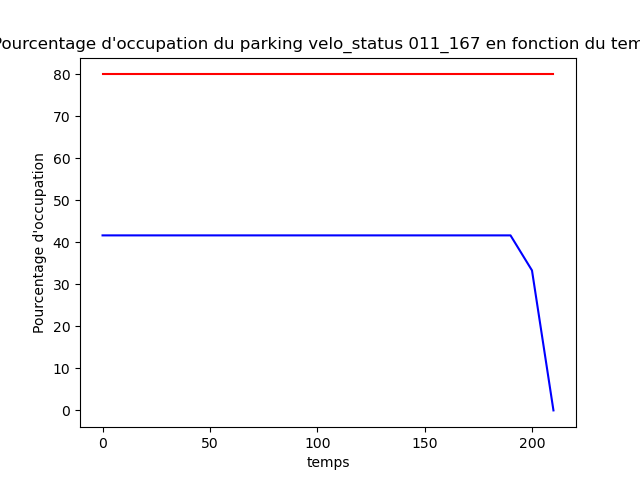 Pourcentage d'occupation du parking velo_status 011_167 en fonction du tem
80
70
60
50
40
30
20
10
0
Pourcentage d'occupation
0 50 100 150 200
temps